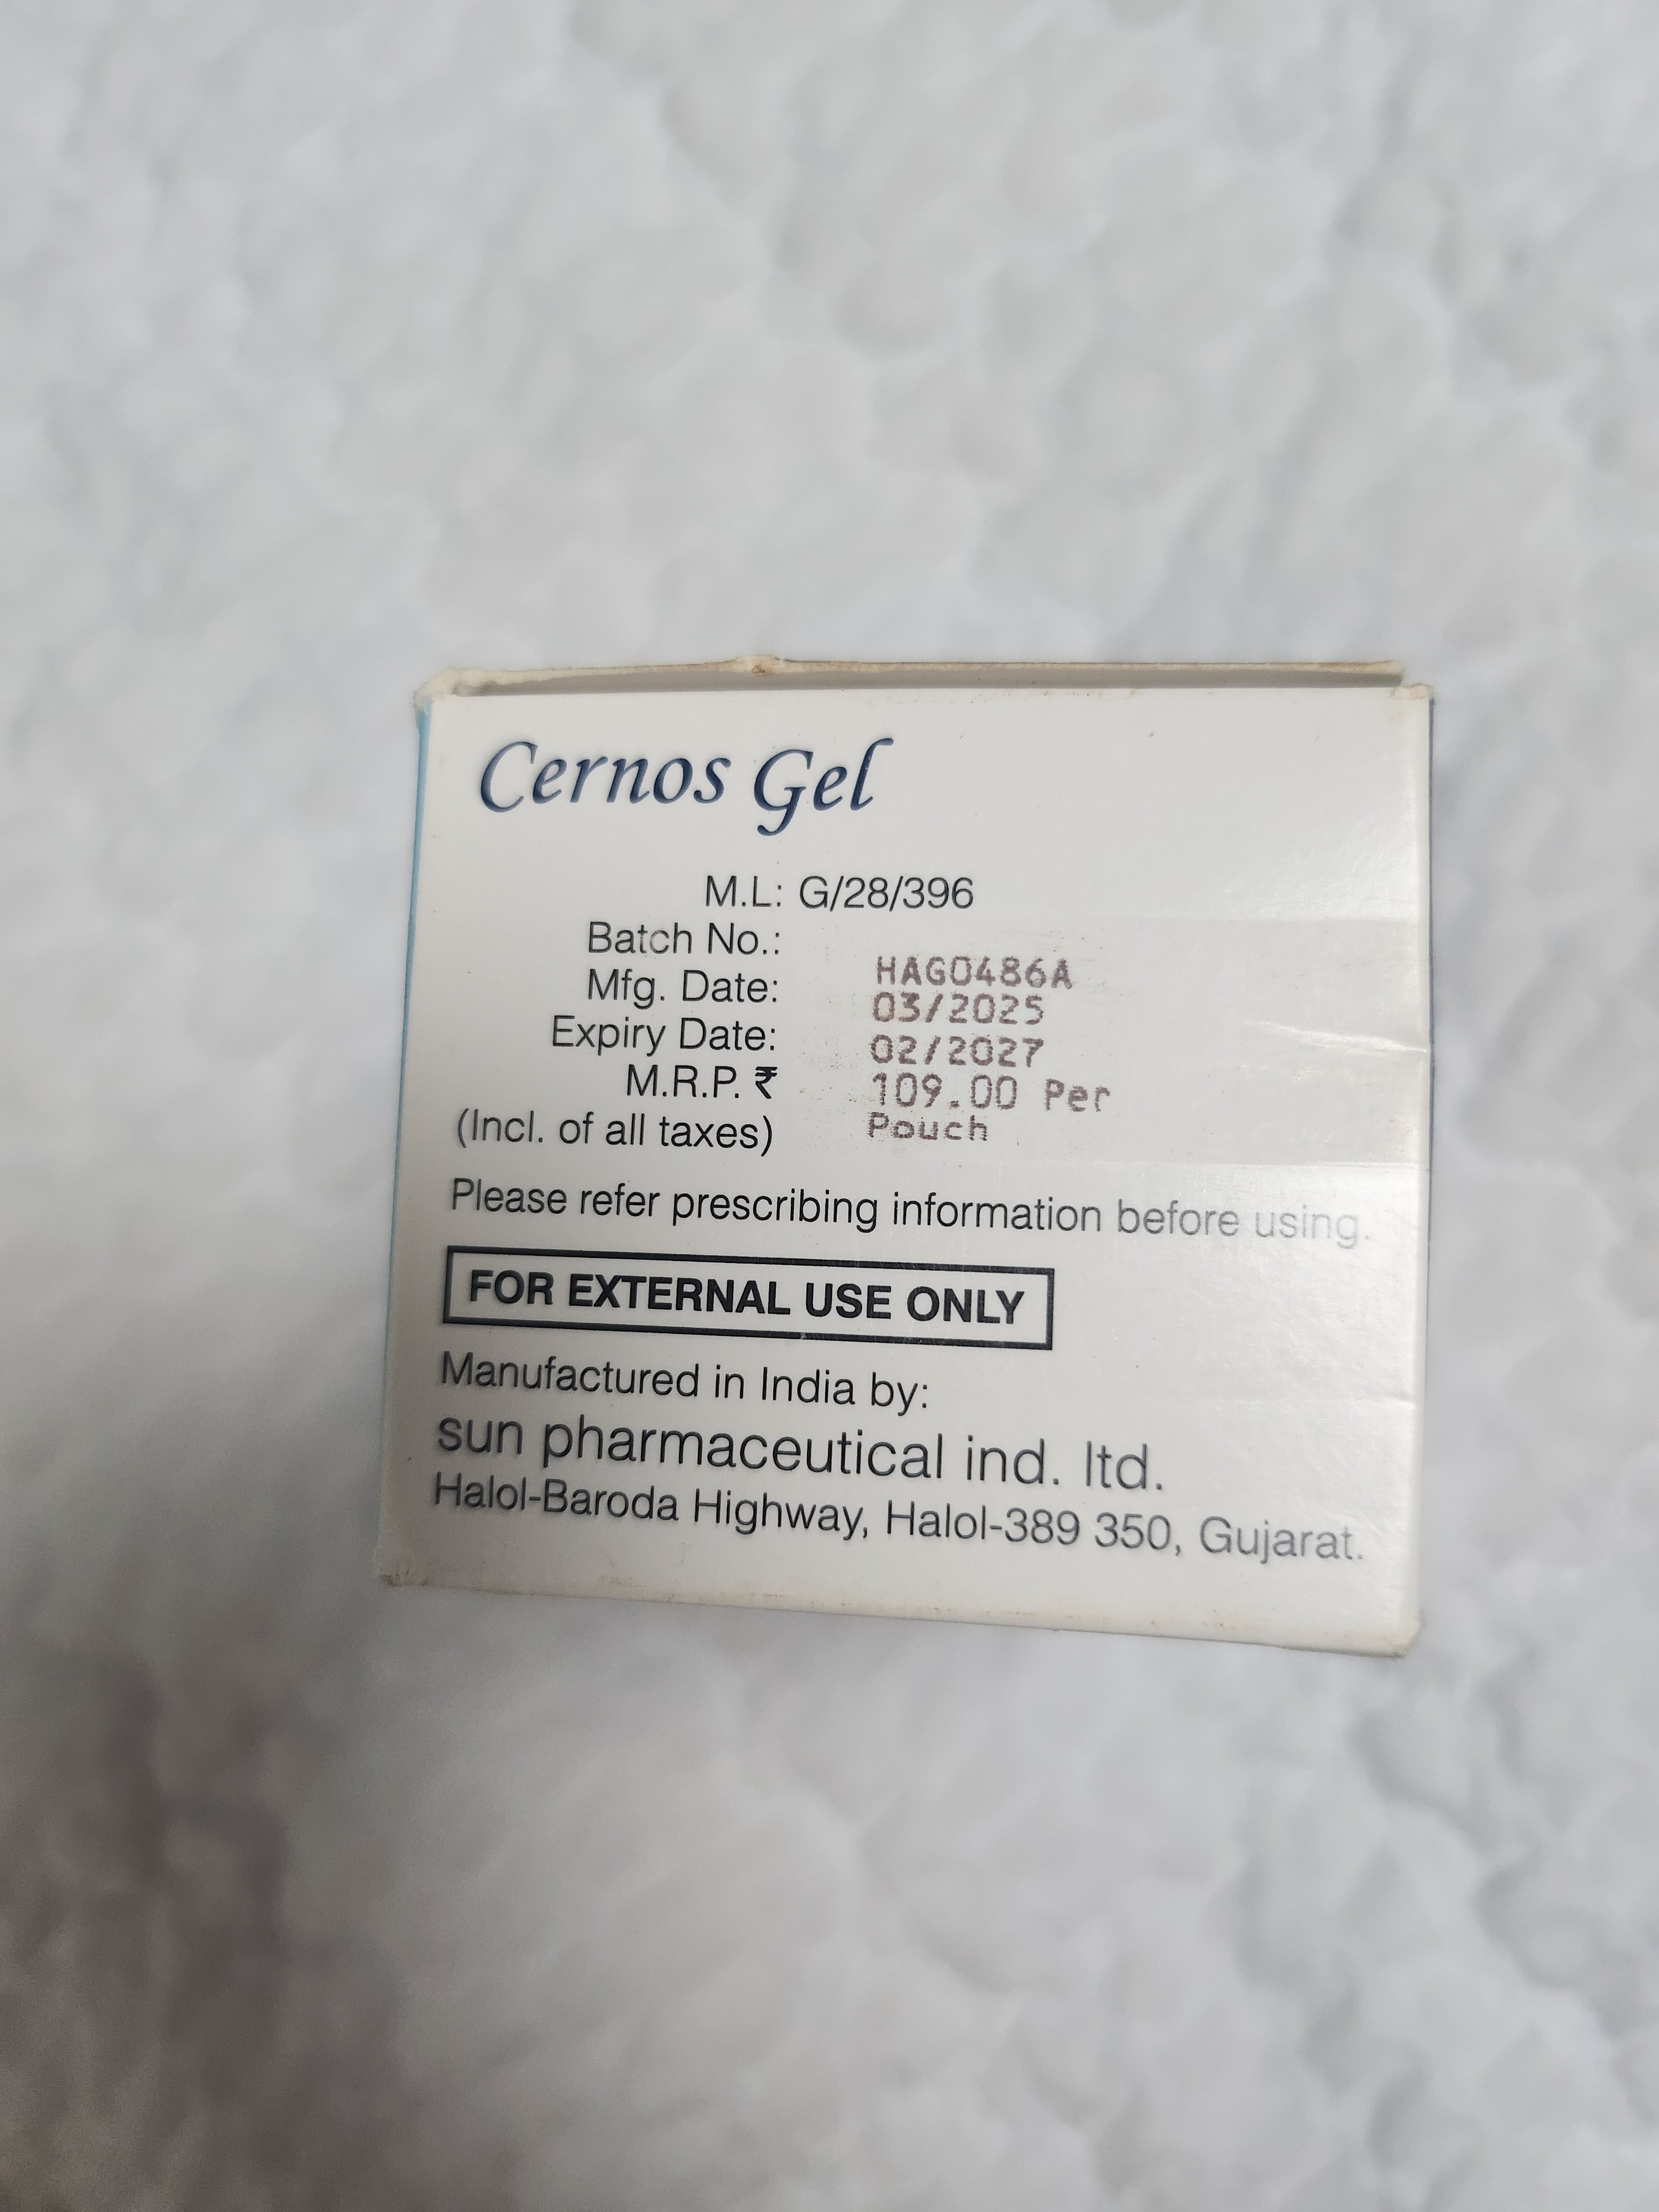 Cernos Gel
M.L: G/28/396
Batch No.: HAG0486A
Mfg. Date: 03/2025
Expiry Date: 02/2027
M.R.P. ₹ 109.00 Per
(Incl. of all taxes) Pouch
Please refer prescribing information before using.
FOR EXTERNAL USE ONLY
Manufactured in India by:
sun pharmaceutical ind. ltd.
Halol-Baroda Highway, Halol-389 350, Gujarat.